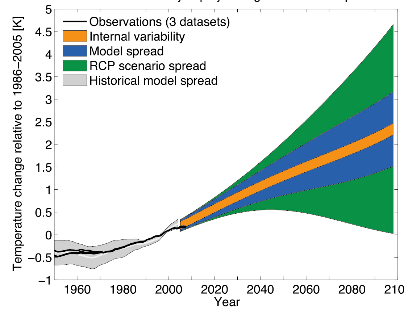 Observations (3 datasets)
Internal variability
Model spread
RCP scenario spread
Historical model spread
Temperature change relative to 1986−2005 [K]
5
4.5
4
3.5
3
2.5
2
1.5
1
0.5
0
−0.5
−1
1960 1980 2000 2020 2040 2060 2080 210
Year